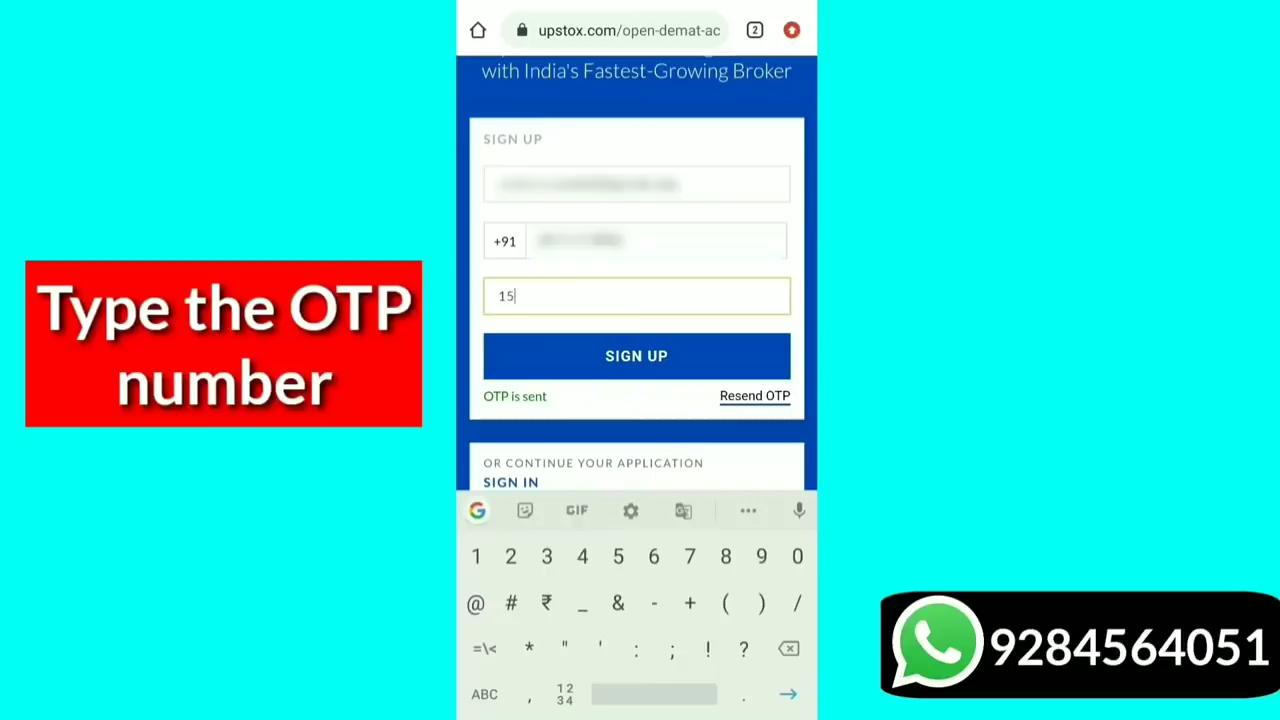 upstox.com/open-demat-ac
2
with India's Fastest-Growing Broker
SIGN UP
+91
15
SIGN UP
OTP is sent
Resend OTP
OR CONTINUE YOUR APPLICATION
SIGN IN
Type the OTP
number
GIF
1 2 3 4 5 6 7 8 9 0
@ # ₹ _ & - + ( ) /
=\< * " ' : ; ! ?
ABC , 12 34 .
9284564051